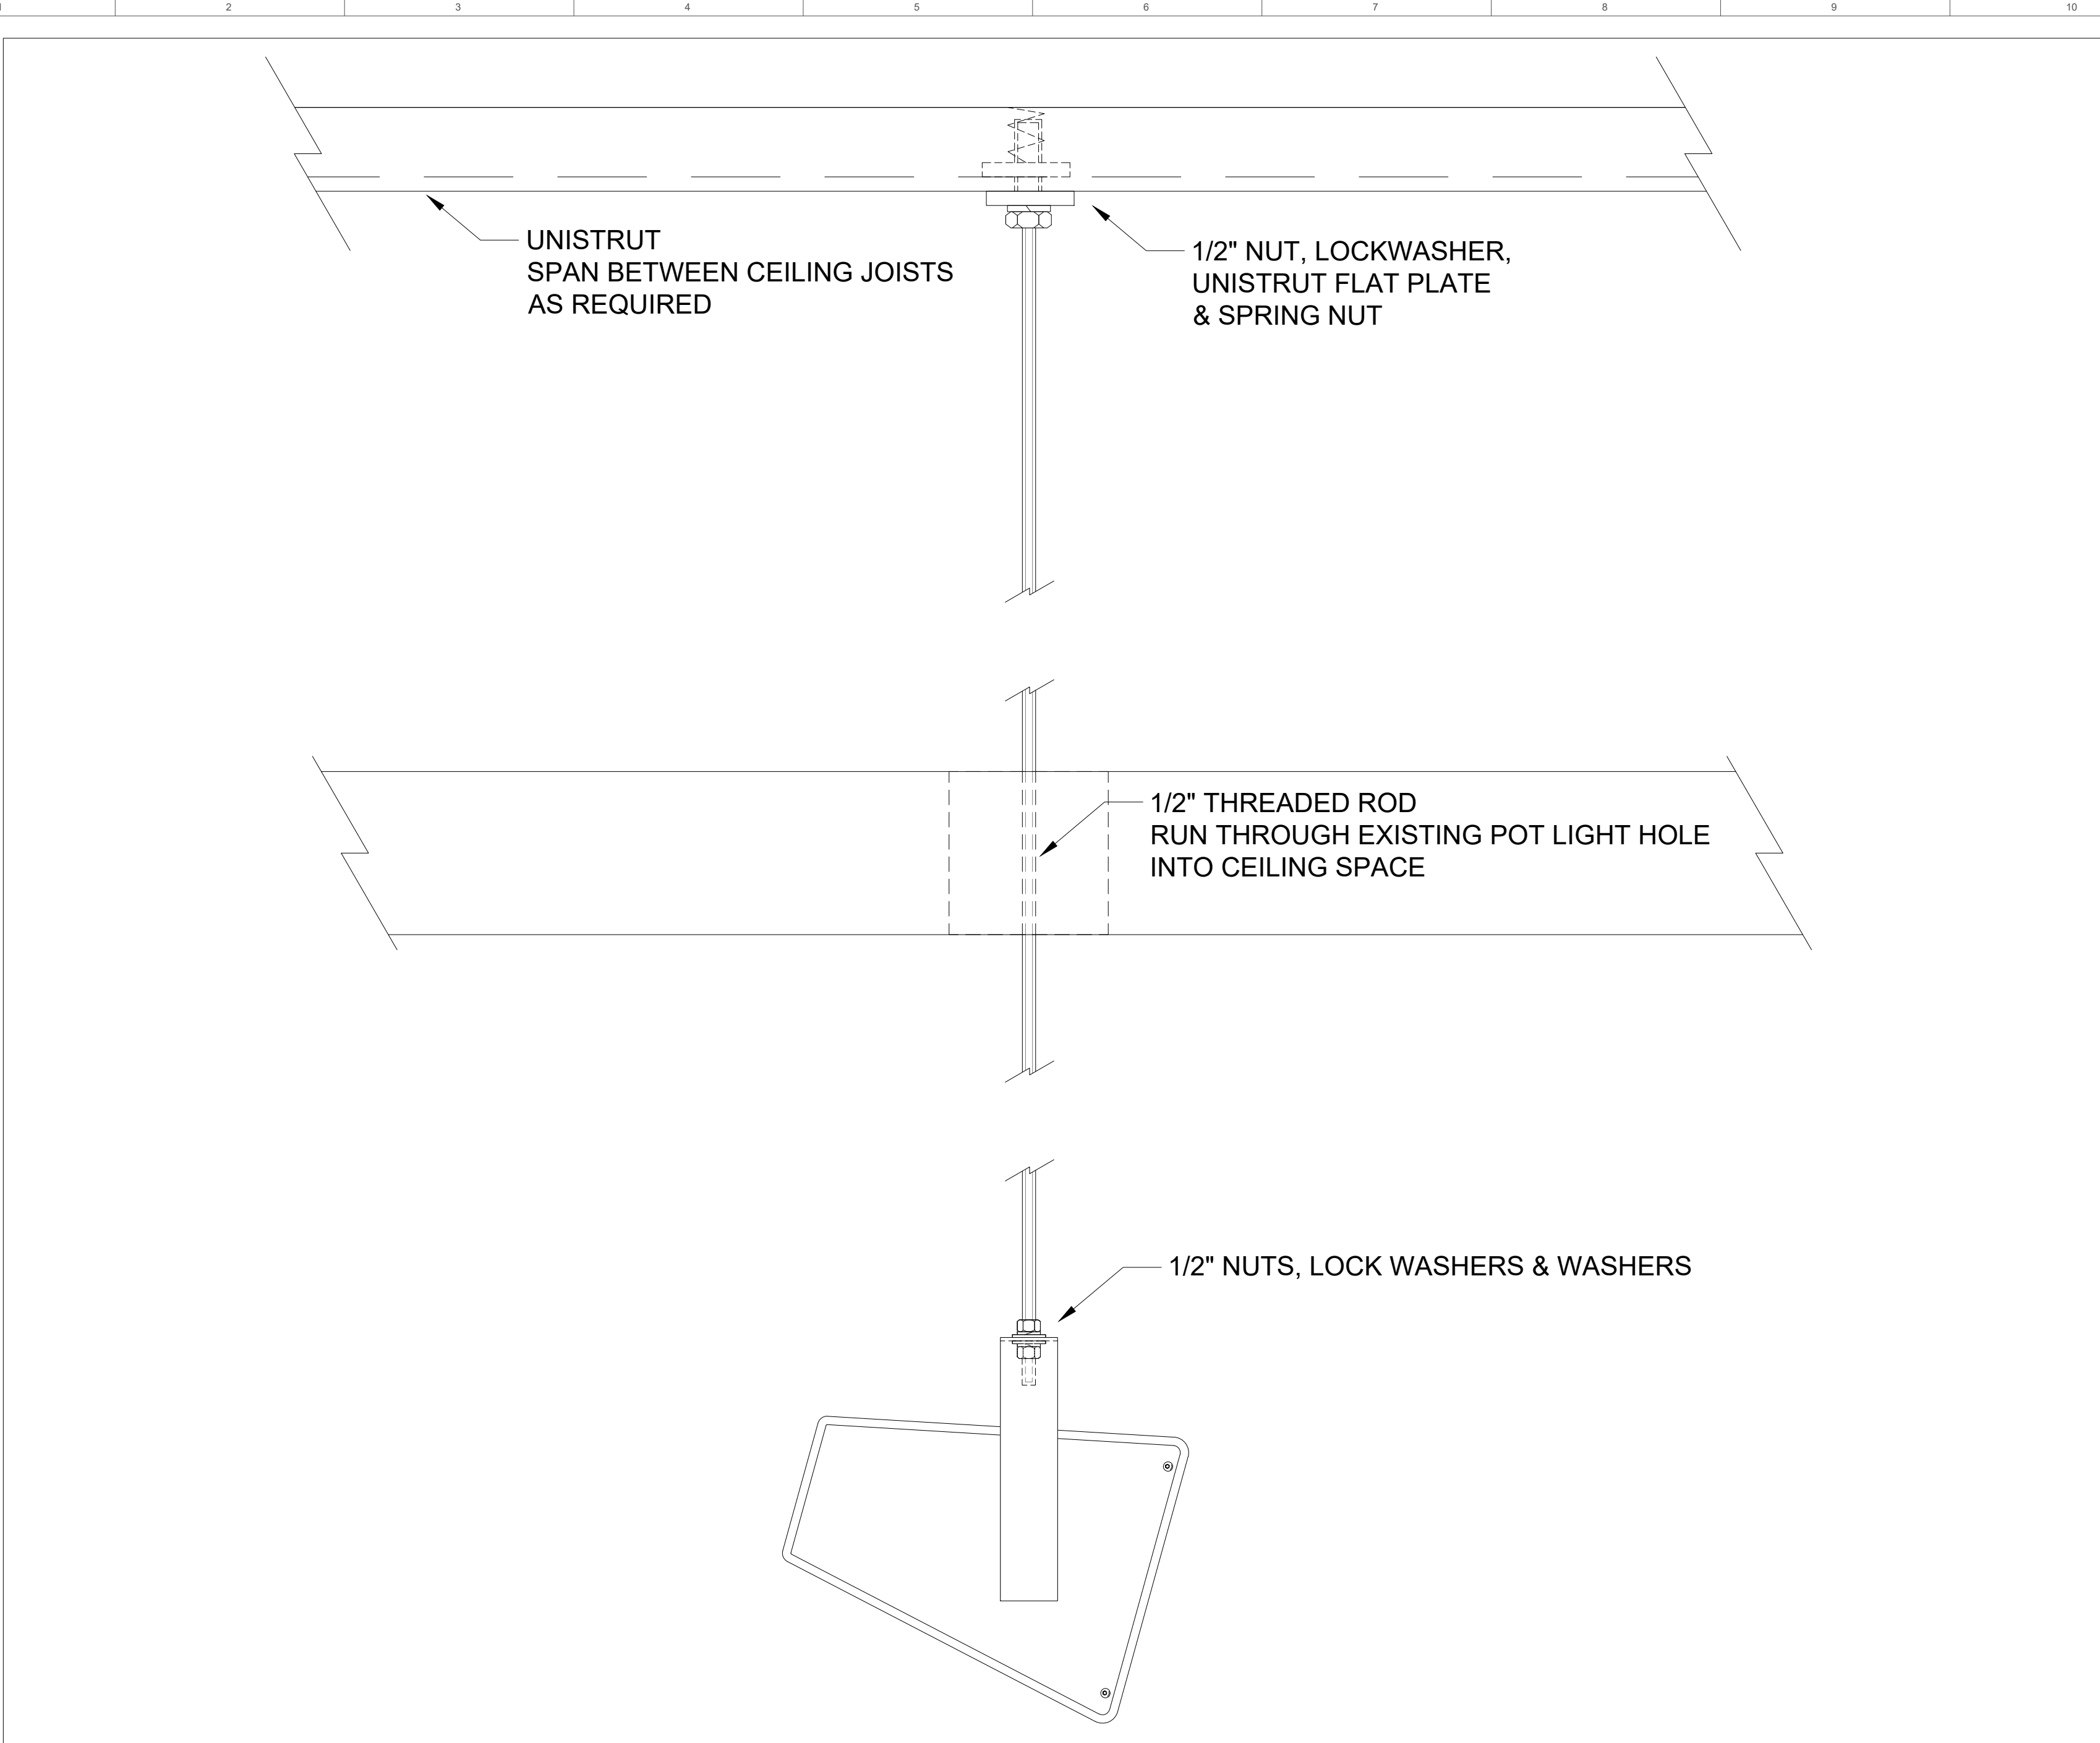 2 3 4 5 6 7 8 9 10
UNISTRUT
SPAN BETWEEN CEILING JOISTS
AS REQUIRED
1/2" NUT, LOCKWASHER,
UNISTRUT FLAT PLATE
& SPRING NUT
1/2" THREADED ROD
RUN THROUGH EXISTING POT LIGHT HOLE
INTO CEILING SPACE
1/2" NUTS, LOCK WASHERS & WASHERS